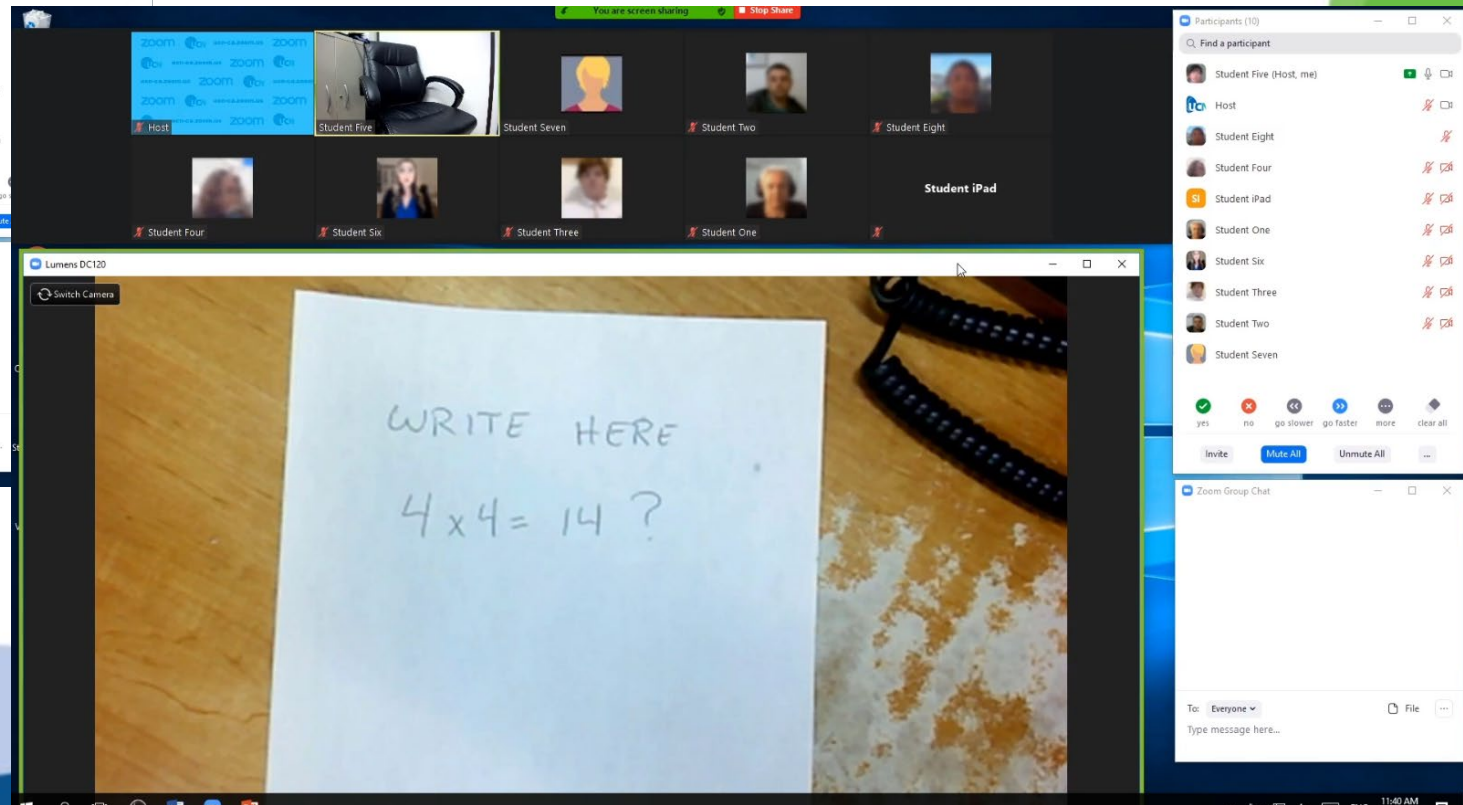 You are screen sharing
Stop Share
zoom
Host
Student Five
Student Seven
Student Two
Student Eight
Student Four
Student Six
Student Three
Student One
Student iPad
Lumens DC120
Switch Camera
WRITE HERE
4 x 4 = 14 ?
Participants (10)
Find a participant
Student Five (Host, me)
Host
Student Eight
Student Four
SI Student iPad
Student One
Student Six
Student Three
Student Two
Student Seven
yes no go slower go faster more clear all
Invite Mute All Unmute All ...
Zoom Group Chat
To: Everyone File ...
Type message here...
11:40 AM